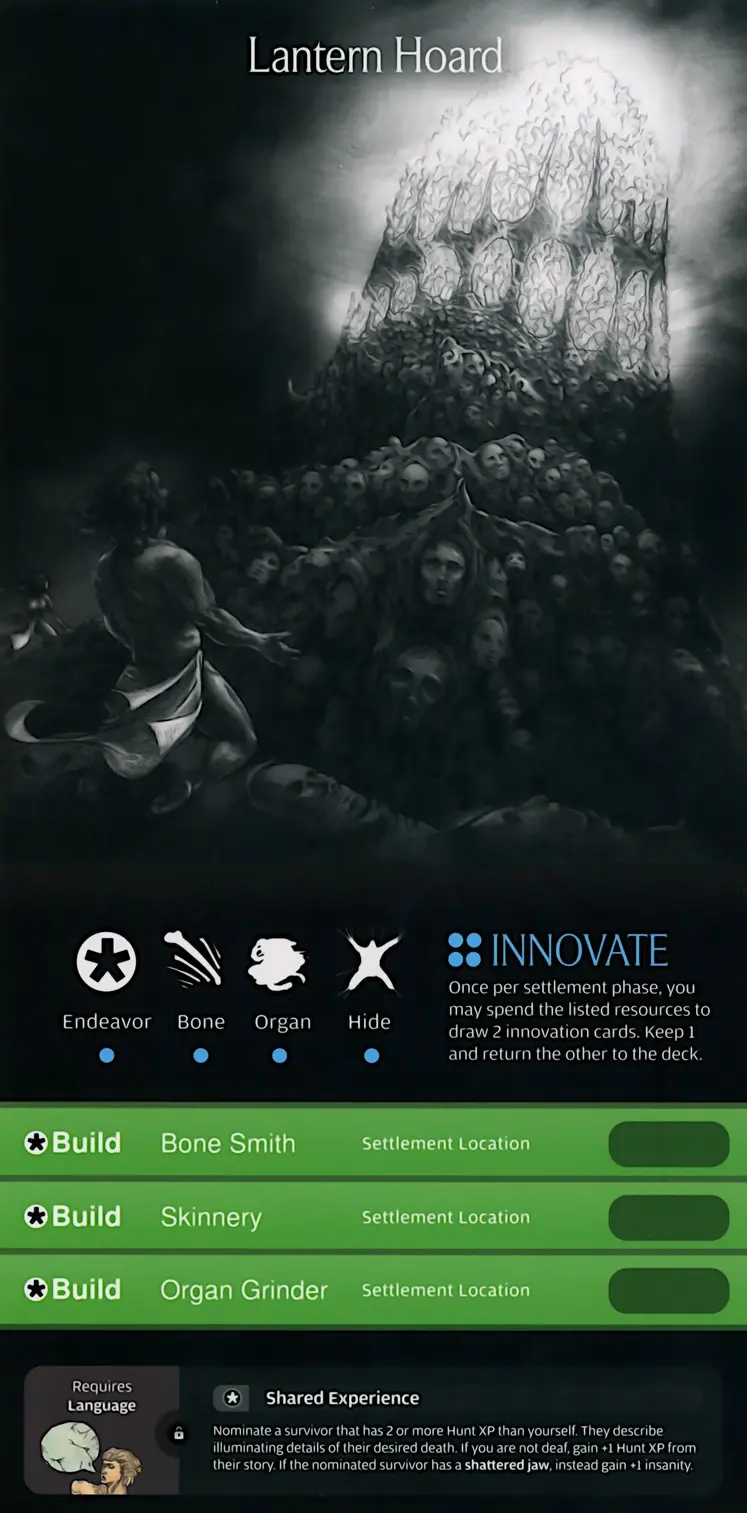 Lantern Hoard
Endeavor Bone Organ Hide
INNOVATE
Once per settlement phase, you
may spend the listed resources to
draw 2 innovation cards. Keep 1
and return the other to the deck.
Build Bone Smith Settlement Location
Build Skinnery Settlement Location
Build Organ Grinder Settlement Location
Requires
Language
Shared Experience
Nominate a survivor that has 2 or more Hunt XP than yourself. They describe
illuminating details of their desired death. If you are not deaf, gain +1 Hunt XP from
their story. If the nominated survivor has a shattered jaw, instead gain +1 insanity.